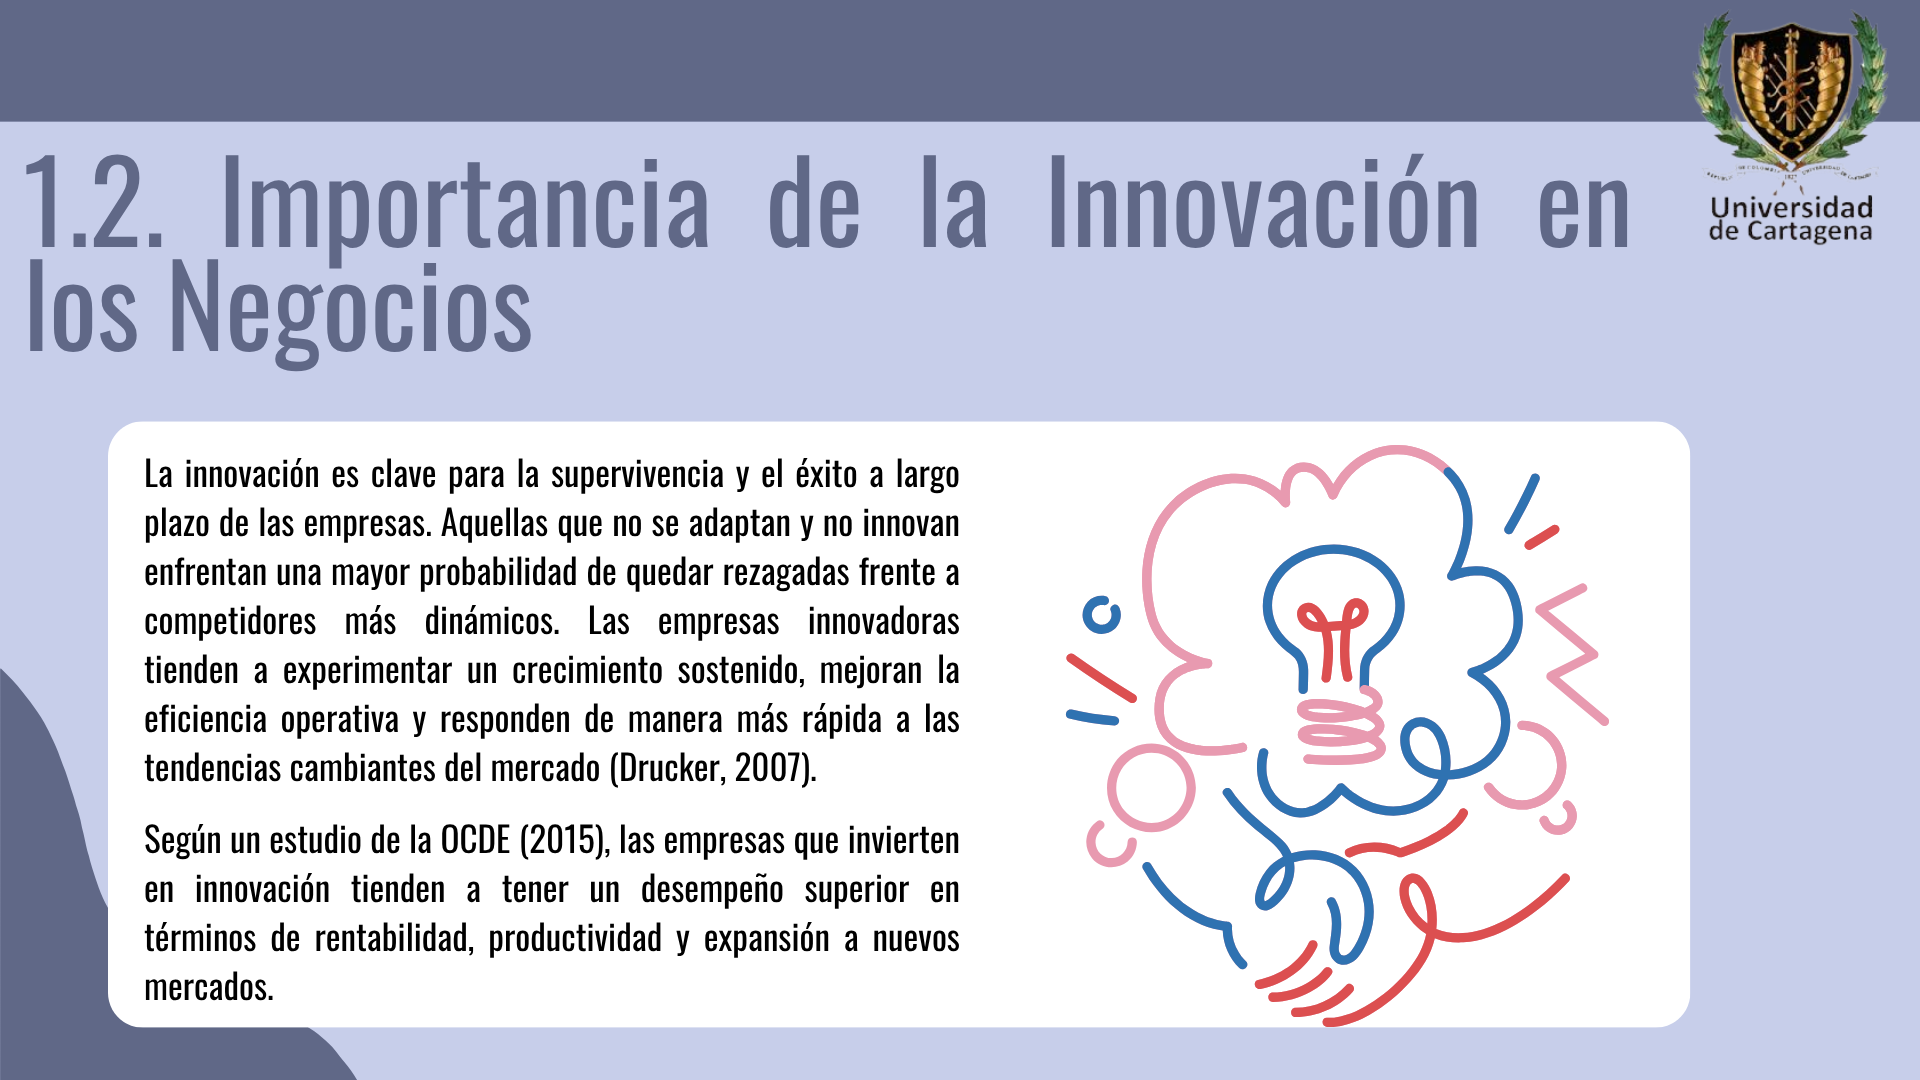 1.2. Importancia de la Innovación en
los Negocios
Universidad
de Cartagena
La innovación es clave para la supervivencia y el éxito a largo
plazo de las empresas. Aquellas que no se adaptan y no innovan
enfrentan una mayor probabilidad de quedar rezagadas frente a
competidores más dinámicos. Las empresas innovadoras
tienden a experimentar un crecimiento sostenido, mejoran la
eficiencia operativa y responden de manera más rápida a las
tendencias cambiantes del mercado (Drucker, 2007).
Según un estudio de la OCDE (2015), las empresas que invierten
en innovación tienden a tener un desempeño superior en
términos de rentabilidad, productividad y expansión a nuevos
mercados.